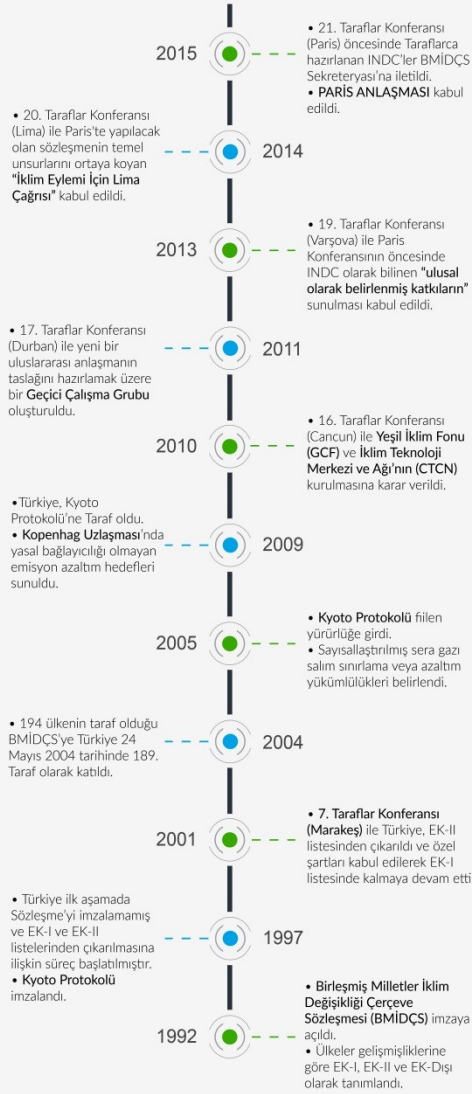 2015
• 21. Taraflar Konferansı
(Paris) öncesinde Taraflarca
hazırlanan INDC'ler BMİDÇS
Sekreteryası'na iletildi.
• PARİS ANLAŞMASI kabul
edildi.
• 20. Taraflar Konferansı
(Lima) ile Paris'te yapılacak
olan sözleşmenin temel
unsurlarını ortaya koyan
"İklim Eylemi İçin Lima
Çağrısı" kabul edildi.
2014
2013
• 19. Taraflar Konferansı
(Varşova) ile Paris
Konferansının öncesinde
INDC olarak bilinen "ulusal
olarak belirlenmiş katkıların"
sunulması kabul edildi.
• 17. Taraflar Konferansı
(Durban) ile yeni bir
uluslararası anlaşmanın
taslağını hazırlamak üzere
bir Geçici Çalışma Grubu
oluşturuldu.
2011
2010
• 16. Taraflar Konferansı
(Cancun) ile Yeşil İklim Fonu
(GCF) ve İklim Teknoloji
Merkezi ve Ağı'nın (CTCN)
kurulmasına karar verildi.
•Türkiye, Kyoto
Protokolü'ne Taraf oldu.
• Kopenhag Uzlaşması'nda
yasal bağlayıcılığı olmayan
emisyon azaltım hedefleri
sunuldu.
2009
2005
• Kyoto Protokolü fiilen
yürürlüğe girdi.
• Sayısallaştırılmış sera gazı
salım sınırlama veya azaltım
yükümlülükleri belirlendi.
• 194 ülkenin taraf olduğu
BMİDÇS'ye Türkiye 24
Mayıs 2004 tarihinde 189.
Taraf olarak katıldı.
2004
2001
• 7. Taraflar Konferansı
(Marakeş) ile Türkiye, EK-II
listesinden çıkarıldı ve özel
şartları kabul edilerek EK-I
listesinde kalmaya devam etti
• Türkiye ilk aşamada
Sözleşme'yi imzalamamış
ve EK-I ve EK-II
listelerinden çıkarılmasına
ilişkin süreç başlatılmıştır.
• Kyoto Protokolü
imzalandı.
1997
1992
• Birleşmiş Milletler İklim
Değişikliği Çerçeve
Sözleşmesi (BMİDÇS) imzaya
açıldı.
• Ülkeler gelişmişliklerine
göre EK-I, EK-II ve EK-Dışı
olarak tanımlandı.